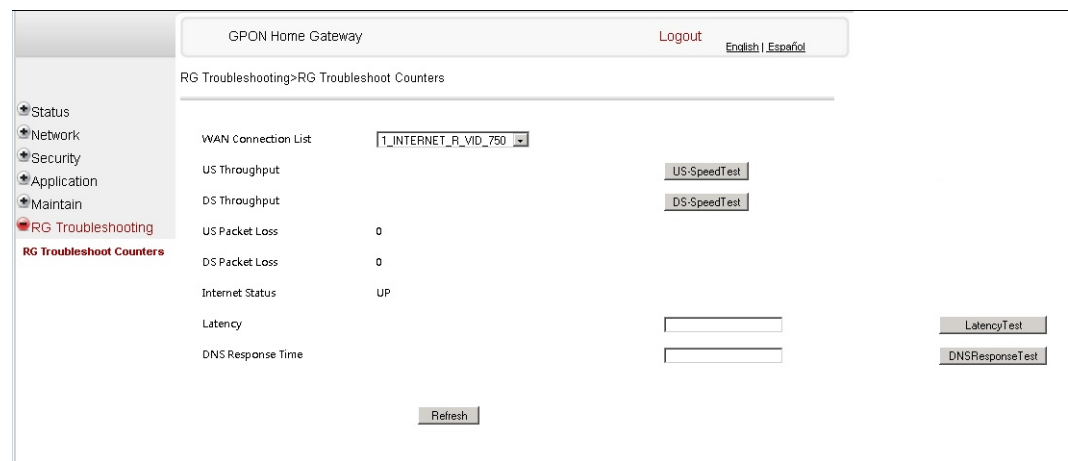 GPON Home Gateway
Logout
English | Español
RG Troubleshooting>RG Troubleshoot Counters
Status
Network
Security
Application
Maintain
RG Troubleshooting
RG Troubleshoot Counters
WAN Connection List 1_INTERNET_R_VID_750
US Throughput US-SpeedTest
DS Throughput DS-SpeedTest
US Packet Loss 0
DS Packet Loss 0
Internet Status UP
Latency LatencyTest
DNS Response Time DNSResponseTest
Refresh